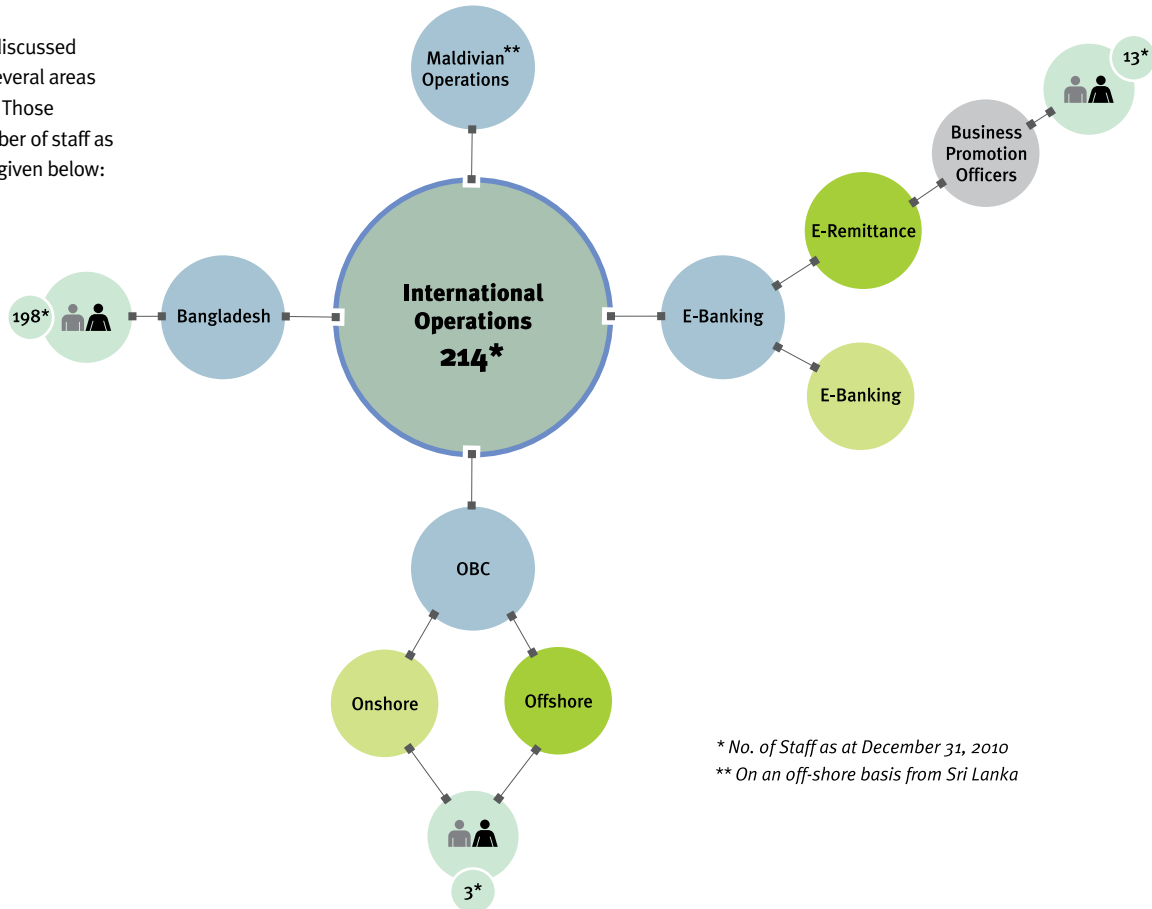 discussed
several areas
Those
ber of staff as
given below:
Maldivian**
Operations
13*
Business
Promotion
Officers
E-Remittance
198*
Bangladesh
International
Operations
214*
E-Banking
E-Banking
OBC
Onshore
Offshore
3*
* No. of Staff as at December 31, 2010
** On an off-shore basis from Sri Lanka